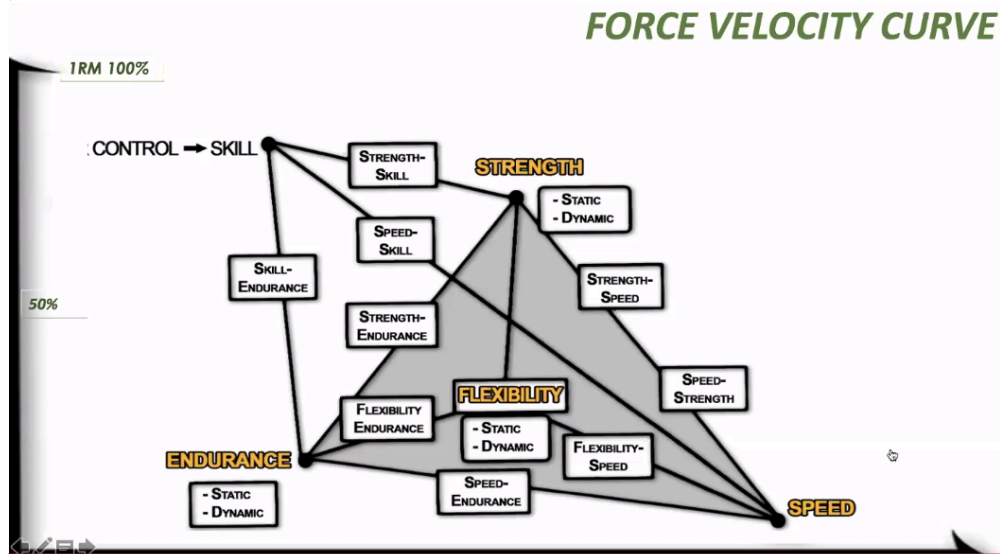 FORCE VELOCITY CURVE
1RM 100%
CONTROL → SKILL
STRENGTH-
SKILL
STRENGTH
- STATIC
- DYNAMIC
SPEED-
SKILL
SKILL-
ENDURANCE
STRENGTH-
SPEED
50%
STRENGTH-
ENDURANCE
SPEED-
STRENGTH
FLEXIBILITY
FLEXIBILITY
ENDURANCE
- STATIC
- DYNAMIC
FLEXIBILITY-
SPEED
ENDURANCE
- STATIC
- DYNAMIC
SPEED-
ENDURANCE
SPEED